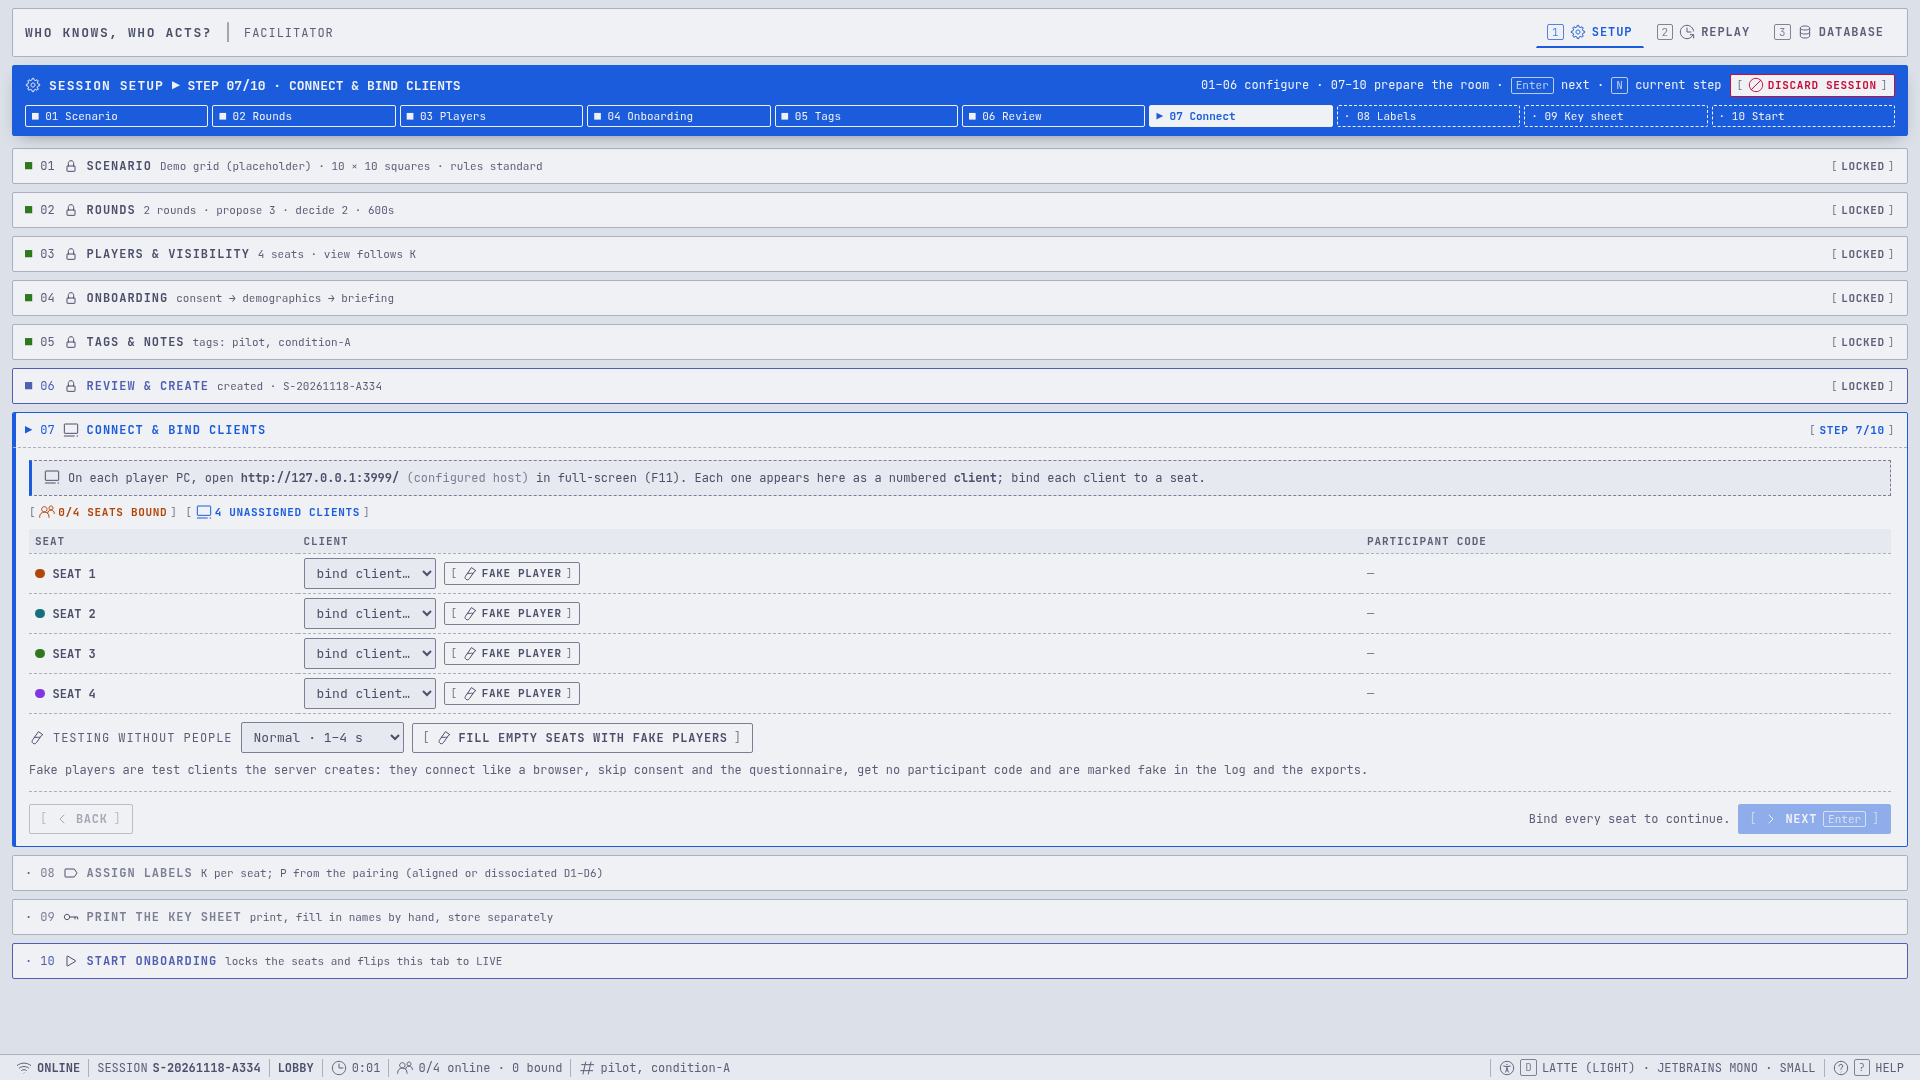 WHO KNOWS, WHO ACTS? FACILITATOR 1 SETUP 2 REPLAY 3 DATABASE
SESSION SETUP ▶ STEP 07/10 · CONNECT & BIND CLIENTS 01–06 configure · 07–10 prepare the room · Enter next · N current step [ DISCARD SESSION ]
■ 01 Scenario ■ 02 Rounds ■ 03 Players ■ 04 Onboarding ■ 05 Tags ■ 06 Review ▶ 07 Connect · 08 Labels · 09 Key sheet · 10 Start
■ 01 SCENARIO Demo grid (placeholder) · 10 × 10 squares · rules standard [ LOCKED ]
■ 02 ROUNDS 2 rounds · propose 3 · decide 2 · 600s [ LOCKED ]
■ 03 PLAYERS & VISIBILITY 4 seats · view follows K [ LOCKED ]
■ 04 ONBOARDING consent → demographics → briefing [ LOCKED ]
■ 05 TAGS & NOTES tags: pilot, condition-A [ LOCKED ]
■ 06 REVIEW & CREATE created · S-20261118-A334 [ LOCKED ]
▶ 07 CONNECT & BIND CLIENTS [ STEP 7/10 ]
On each player PC, open http://127.0.0.1:3999/ (configured host) in full-screen (F11). Each one appears here as a numbered client; bind each client to a seat.
[ 0/4 SEATS BOUND ] [ 4 UNASSIGNED CLIENTS ]
SEAT CLIENT PARTICIPANT CODE
SEAT 1 bind client… [ FAKE PLAYER ] —
SEAT 2 bind client… [ FAKE PLAYER ] —
SEAT 3 bind client… [ FAKE PLAYER ] —
SEAT 4 bind client… [ FAKE PLAYER ] —
TESTING WITHOUT PEOPLE Normal · 1–4 s [ FILL EMPTY SEATS WITH FAKE PLAYERS ]
Fake players are test clients the server creates: they connect like a browser, skip consent and the questionnaire, get no participant code and are marked fake in the log and the exports.
[ BACK ] Bind every seat to continue. [ NEXT Enter ]
· 08 ASSIGN LABELS K per seat; P from the pairing (aligned or dissociated D1–D6)
· 09 PRINT THE KEY SHEET print, fill in names by hand, store separately
· 10 START ONBOARDING locks the seats and flips this tab to LIVE
ONLINE SESSION S-20261118-A334 LOBBY 0:01 0/4 online · 0 bound pilot, condition-A D LATTE (LIGHT) · JETBRAINS MONO · SMALL ? HELP